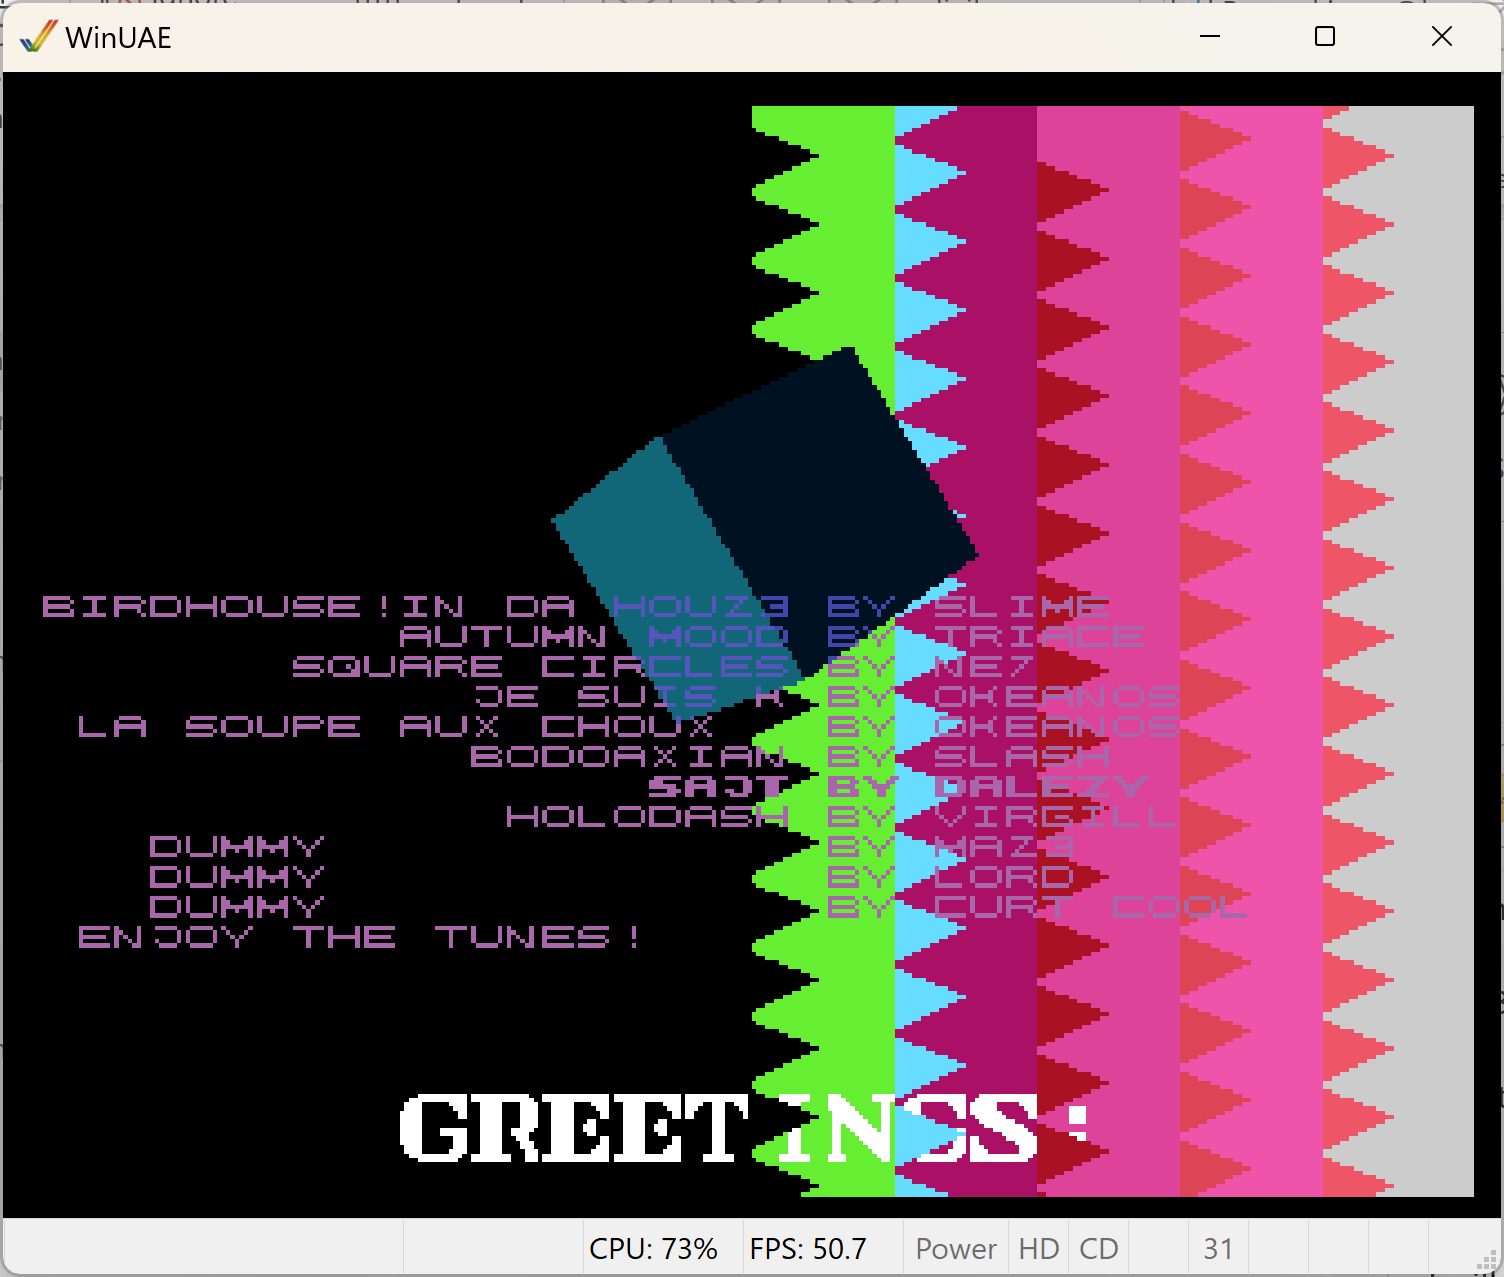 WinUAE
BIRDHOUSE!IN DA HOUZ3 BY SLIME
AUTUMN MOOD BY TRIACE
SQUARE CIRCLES BY NE7
JE SUIS K BY OKEANOS
LA SOUPE AUX CHOUX BY OKEANOS
BODOAXIAN BY SLASH
SAJT BY DALEZY
HOLODASH BY VIRGILL
DUMMY BY MAZ3
DUMMY BY LORD
DUMMY BY CURT COOL
ENJOY THE TUNES!
GREETINGS :
CPU: 73% FPS: 50.7 Power HD CD 31